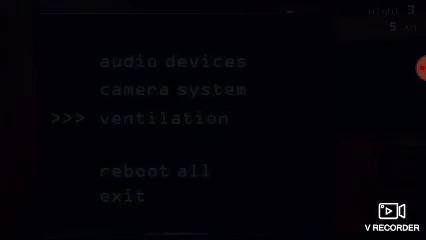 night 3
5 AM
audio devices
camera system
>>> ventilation
reboot all
exit
V RECORDER